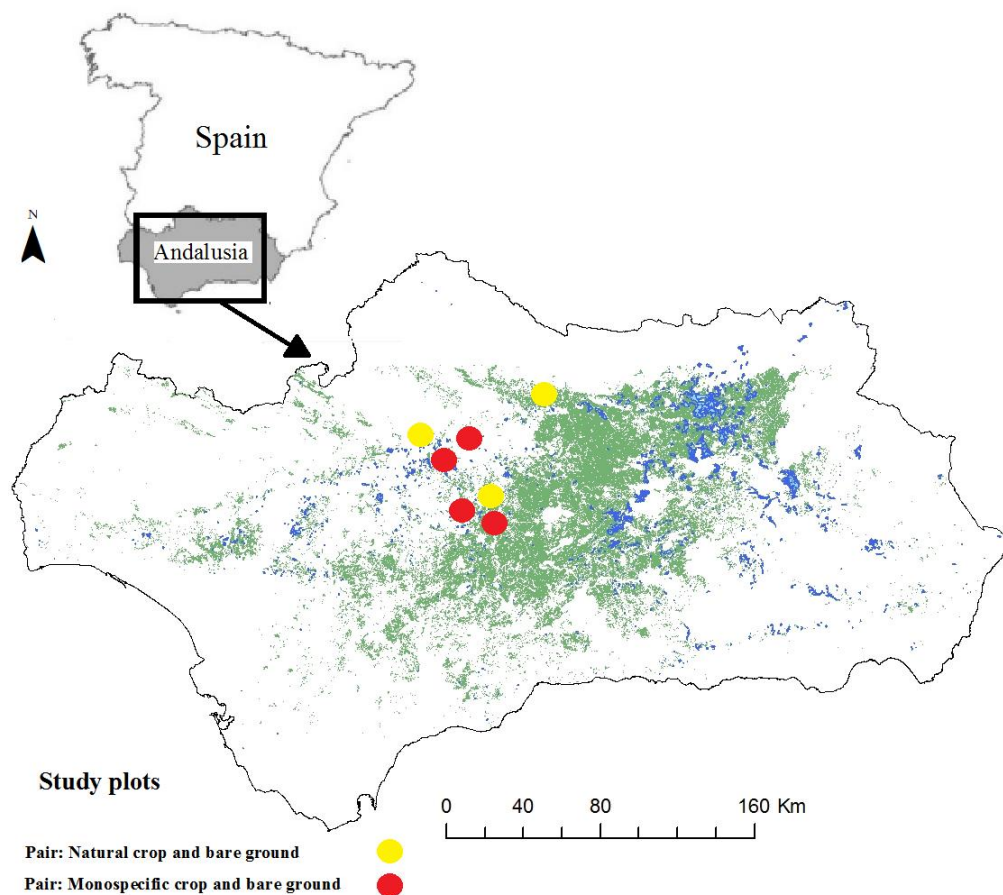 Spain
N
Andalusia
Study plots
0 40 80 160 Km
Pair: Natural crop and bare ground
Pair: Monospecific crop and bare ground